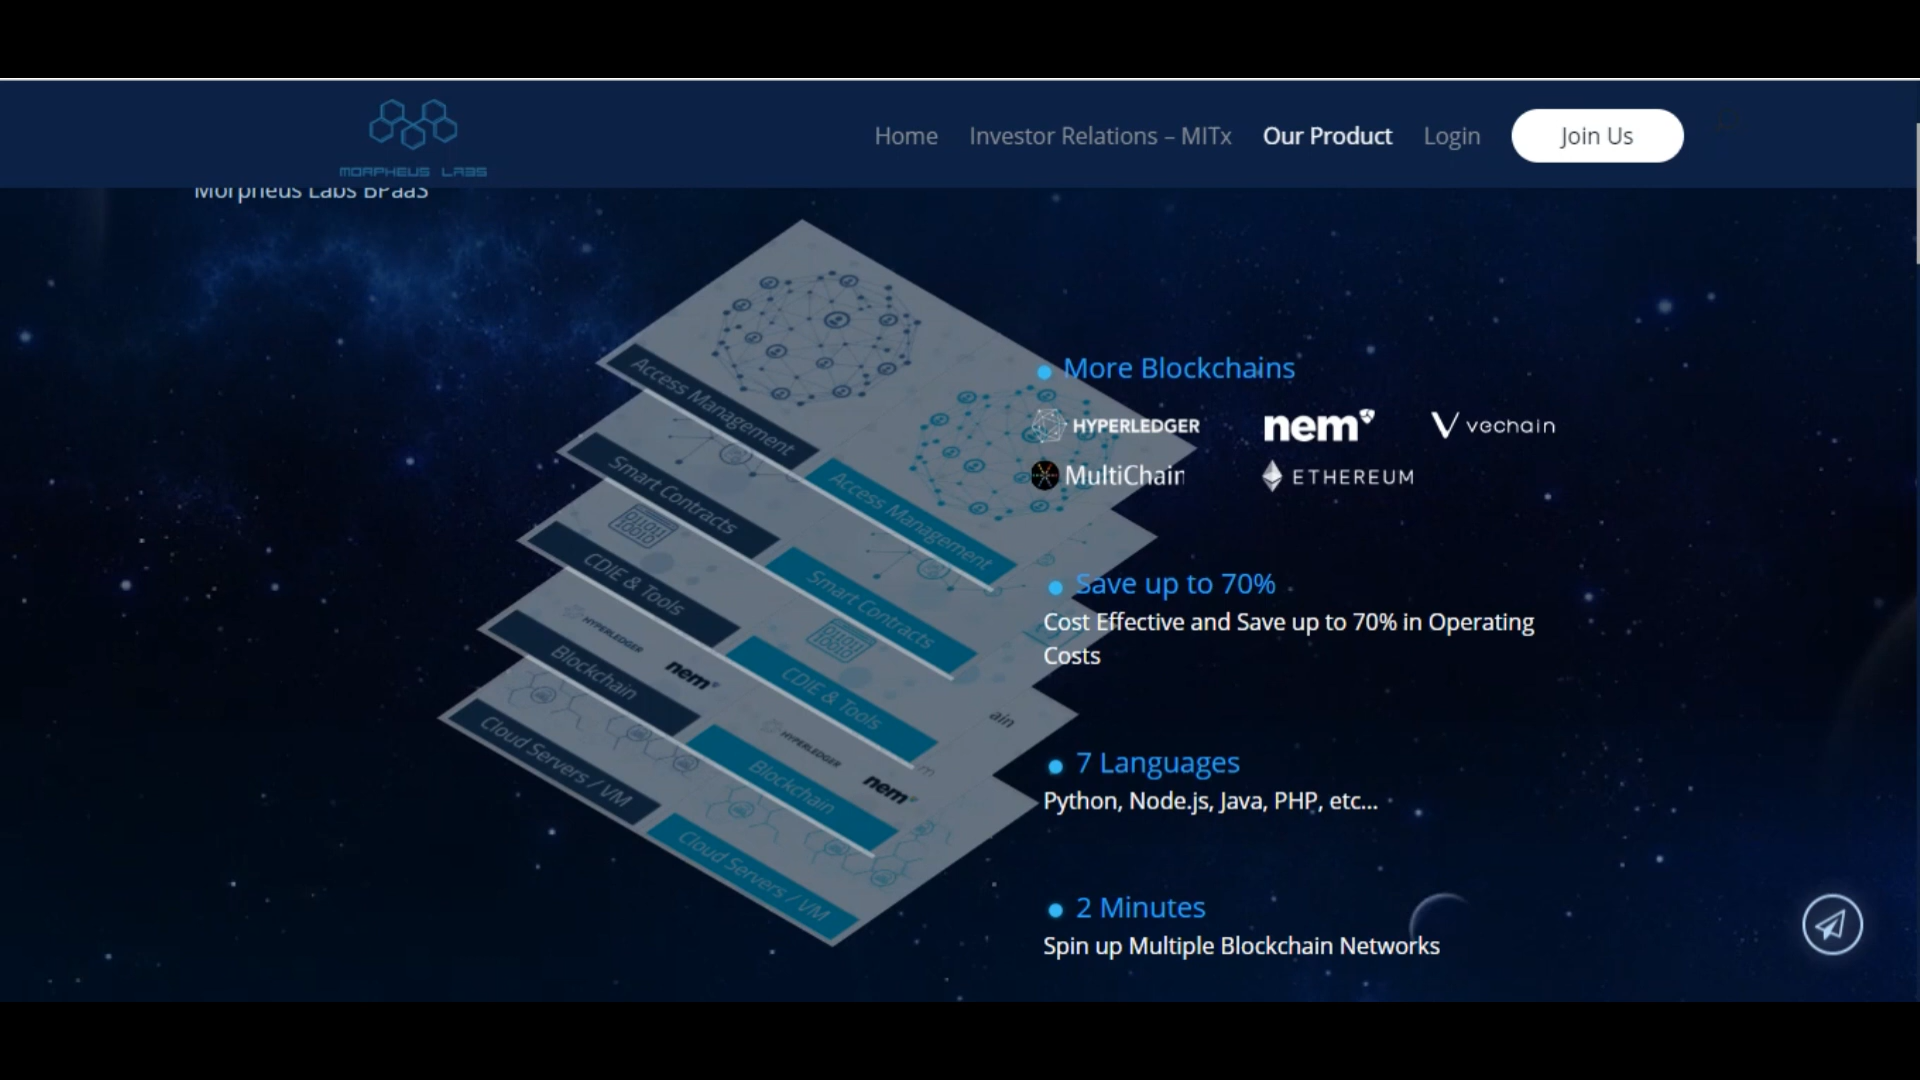 MORPHEUS LABS
Home
Investor Relations – MITx
Our Product
Login
Join Us
Morpheus Labs BPaaS
Access Management
Access Management
Smart Contracts
Smart Contracts
CDIE & Tools
CDIE & Tools
HYPERLEDGER
nem
Blockchain
HYPERLEDGER
nem
Blockchain
ain
m
Cloud Servers / VM
Cloud Servers / VM
More Blockchains
HYPERLEDGER
nem
vechain
MultiChain
ETHEREUM
Save up to 70%
Cost Effective and Save up to 70% in Operating
Costs
7 Languages
Python, Node.js, Java, PHP, etc...
2 Minutes
Spin up Multiple Blockchain Networks